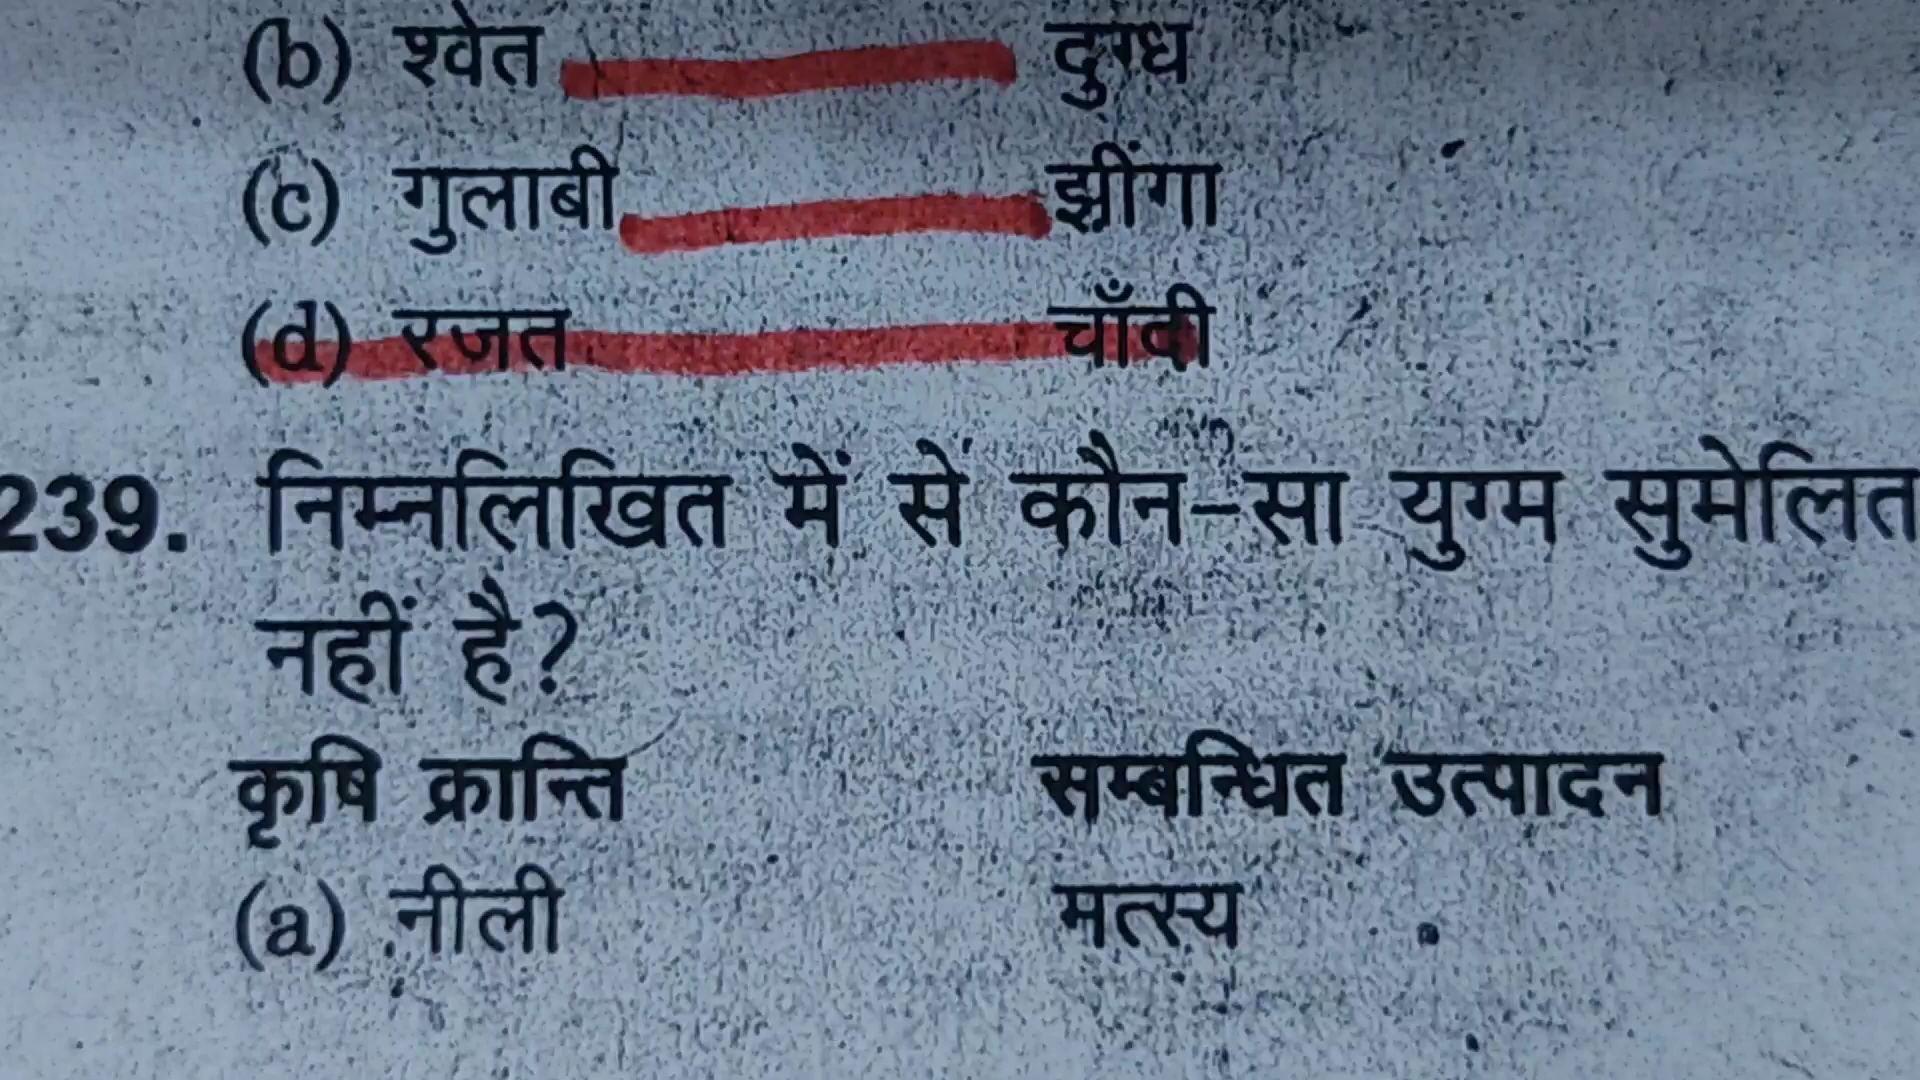 (b) श्वेत दुग्ध
(c) गुलाबी झींगा
(d) रजत चाँदी
239. निम्नलिखित में से कौन-सा युग्म सुमेलित
नहीं है?
कृषि क्रान्ति सम्बन्धित उत्पादन
(a) नीली मत्स्य